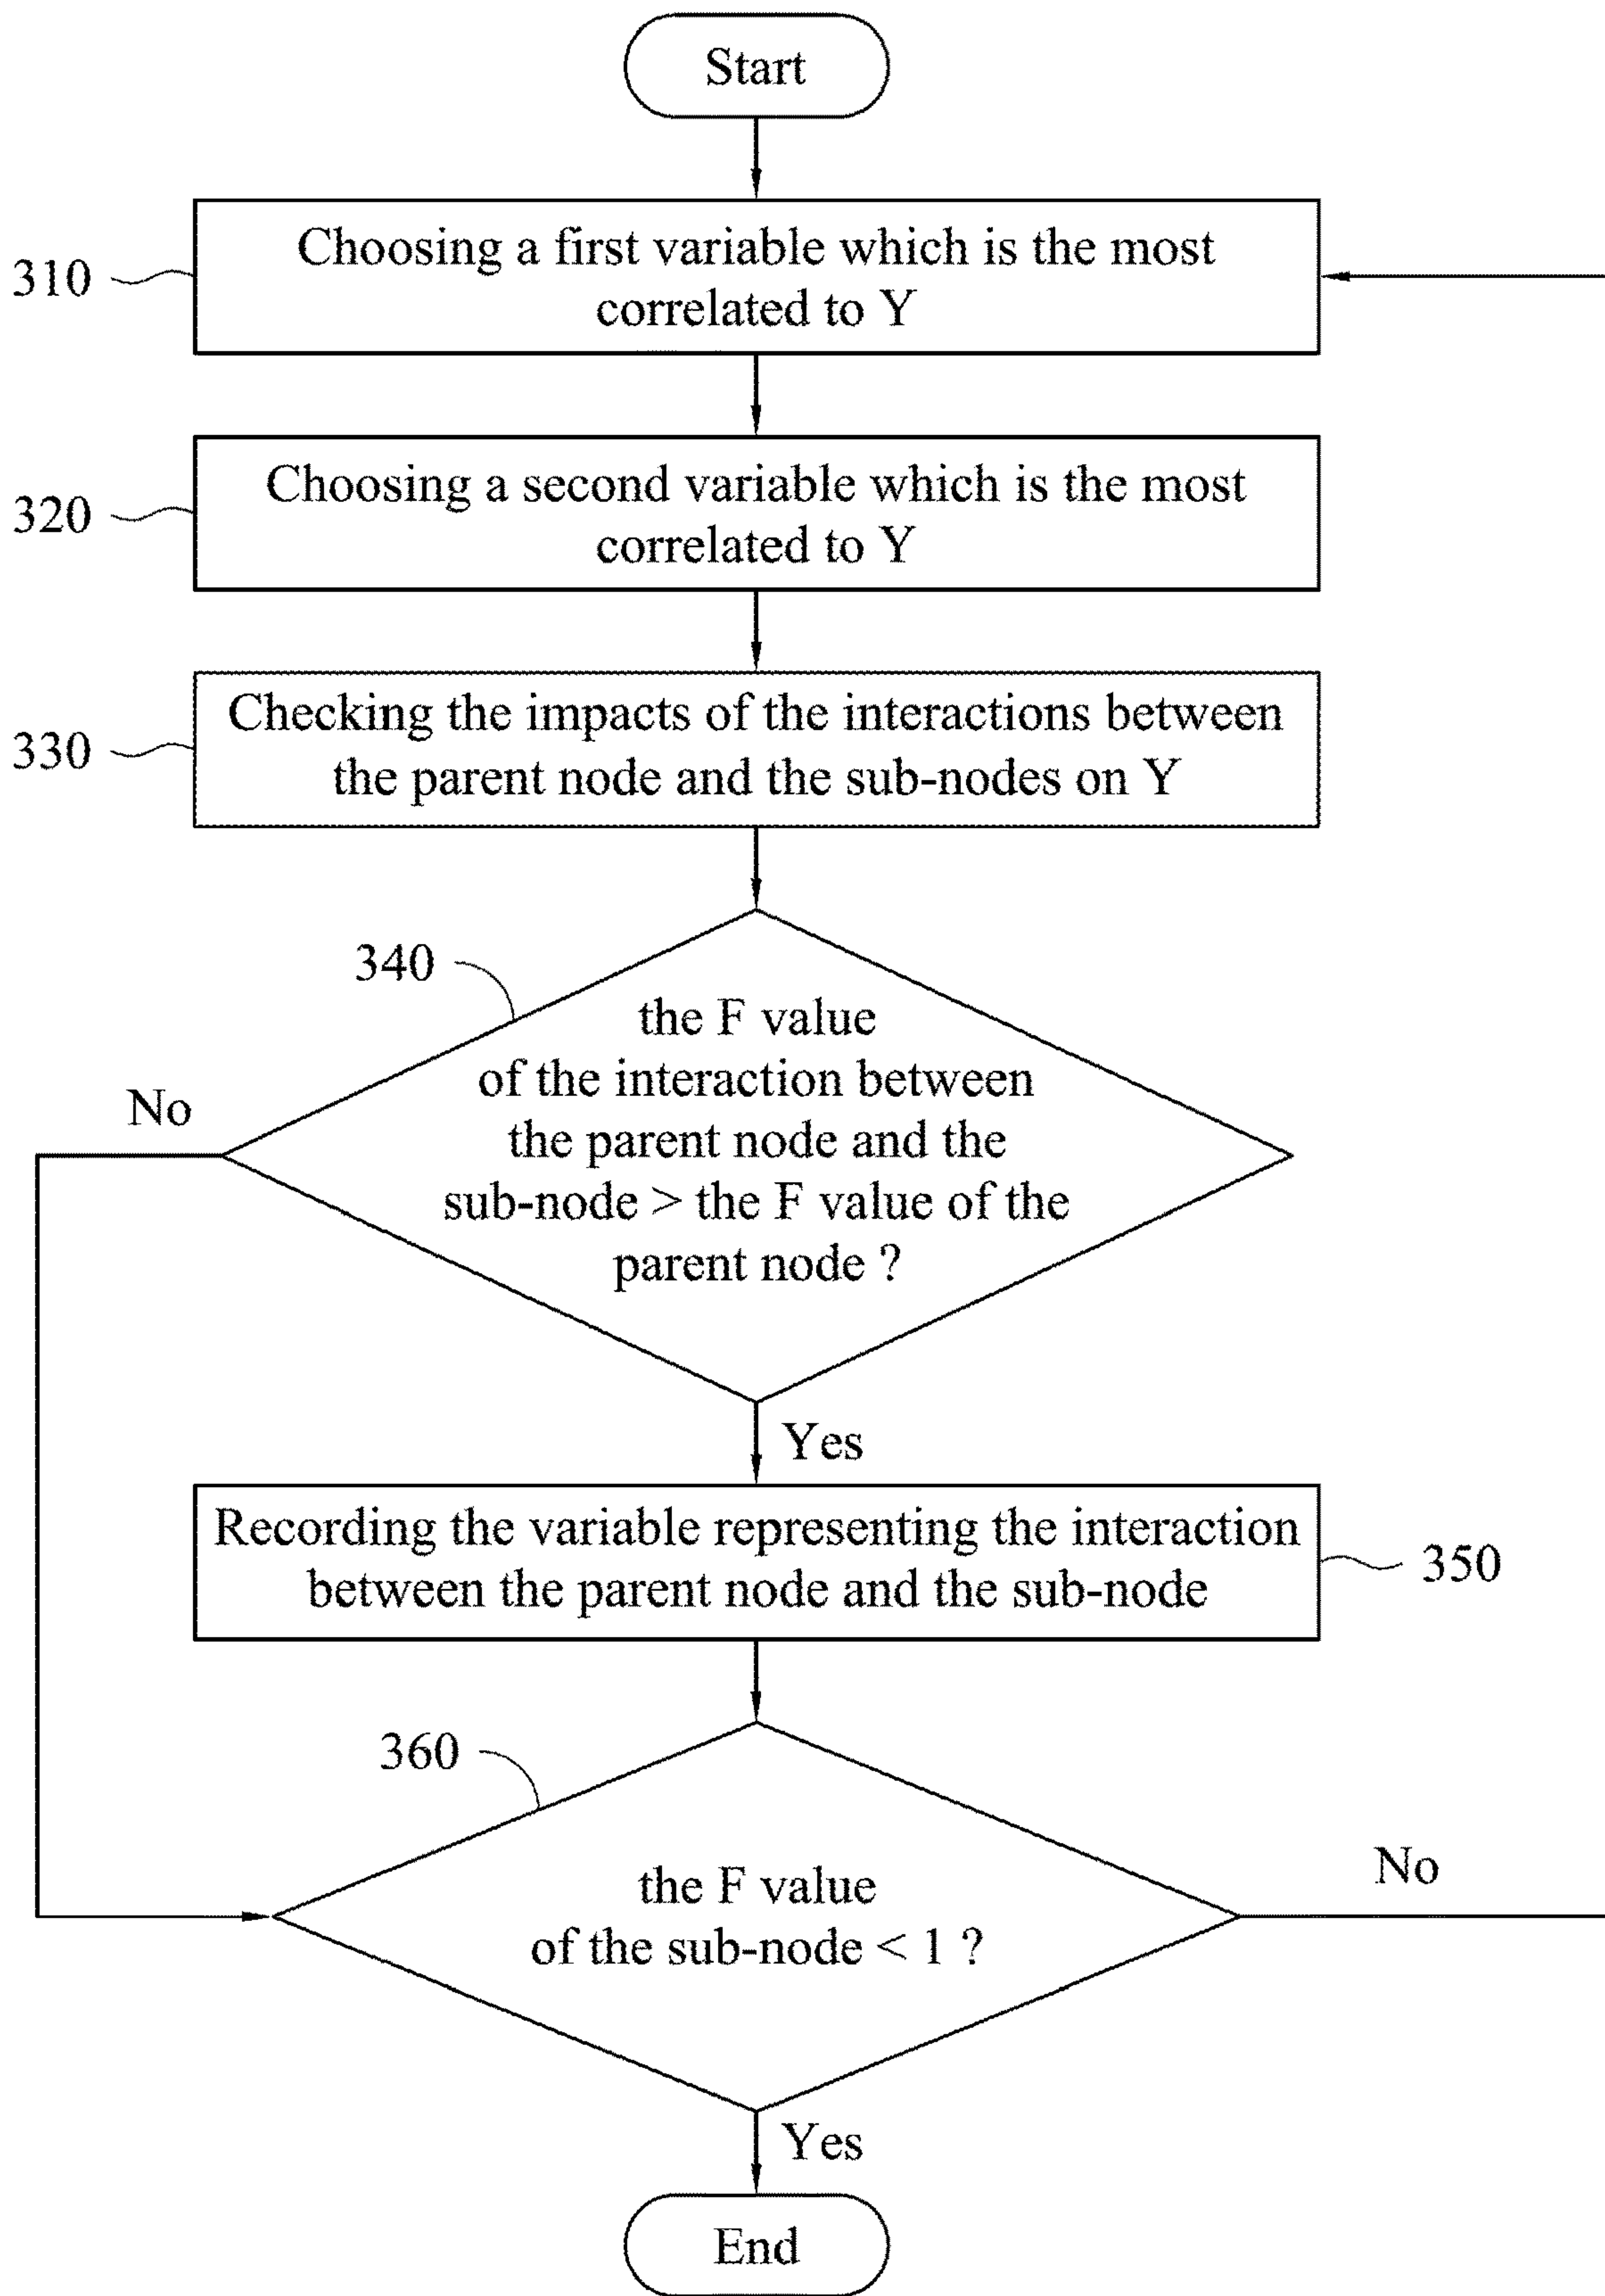 Start
310
Choosing a first variable which is the most
correlated to Y
320
Choosing a second variable which is the most
correlated to Y
330
Checking the impacts of the interactions between
the parent node and the sub-nodes on Y
340
the F value
of the interaction between
the parent node and the
sub-node > the F value of the
parent node ?
No
Yes
Recording the variable representing the interaction
between the parent node and the sub-node
350
360
the F value
of the sub-node < 1 ?
No
Yes
End